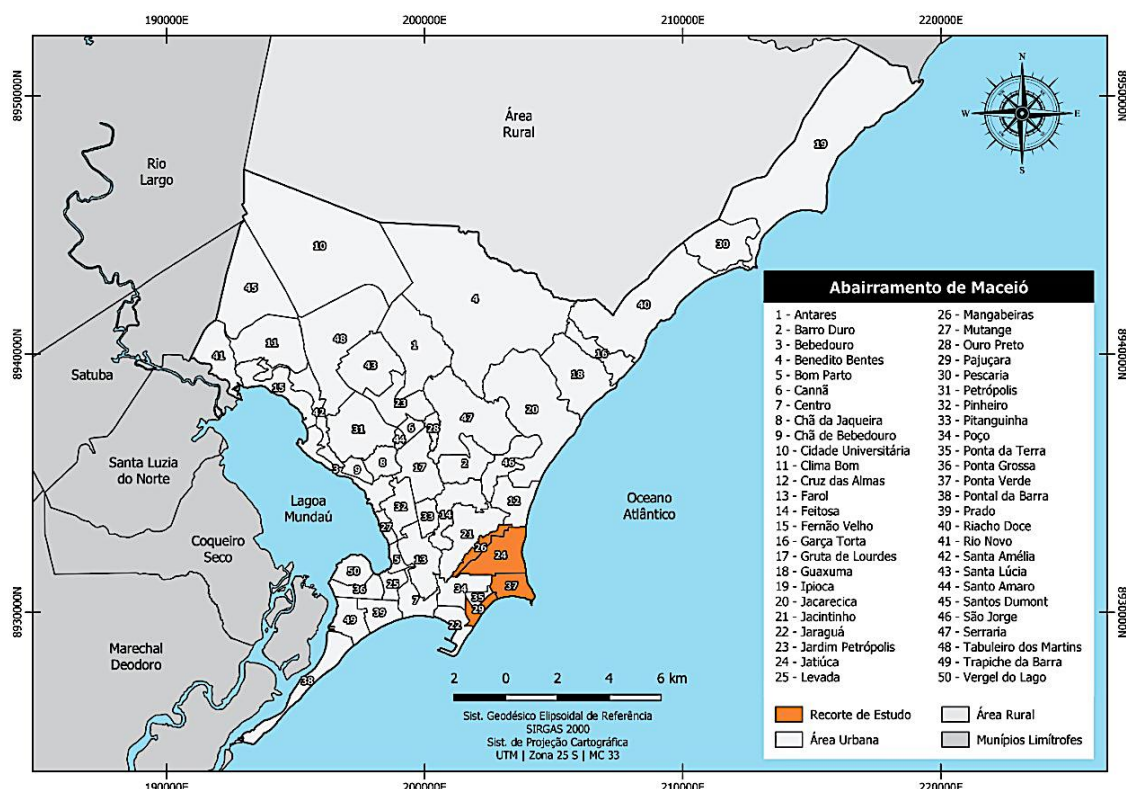 190000E
200000E
210000E
220000E
8950000N
8950000N
N
W
E
S
Área
Rural
19
Rio
Largo
30
10
45
4
40
48
1
11
43
41
16
8940000N
8940000N
18
Satuba
15
23
20
42
47
31
6
28
44
Santa Luzia
do Norte
3
9
8
17
2
46
Lagoa
Mundaú
32
12
Oceano
Atlântico
27
33
14
21
26
24
Coqueiro
Seco
5
13
50
25
34
37
36
35
7
29
8930000N
8930000N
39
49
22
Marechal
Deodoro
38
2 0 2 4 6 km
Sist. Geodésico Elipsoidal de Referência
SIRGAS 2000
Sist. de Projeção Cartográfica
UTM | Zona 25 S | MC 33
Abairramento de Maceió
1 - Antares
2 - Barro Duro
3 - Bebedouro
4 - Benedito Bentes
5 - Bom Parto
6 - Cannã
7 - Centro
8 - Chã da Jaqueira
9 - Chã de Bebedouro
10 - Cidade Universitária
11 - Clima Bom
12 - Cruz das Almas
13 - Farol
14 - Feitosa
15 - Fernão Velho
16 - Garça Torta
17 - Gruta de Lourdes
18 - Guaxuma
19 - Ipioca
20 - Jacarecica
21 - Jacintinho
22 - Jaraguá
23 - Jardim Petrópolis
24 - Jatiúca
25 - Levada
26 - Mangabeiras
27 - Mutange
28 - Ouro Preto
29 - Pajuçara
30 - Pescaria
31 - Petrópolis
32 - Pinheiro
33 - Pitanguinha
34 - Poço
35 - Ponta da Terra
36 - Ponta Grossa
37 - Ponta Verde
38 - Pontal da Barra
39 - Prado
40 - Riacho Doce
41 - Rio Novo
42 - Santa Amélia
43 - Santa Lúcia
44 - Santo Amaro
45 - Santos Dumont
46 - São Jorge
47 - Serraria
48 - Tabuleiro dos Martins
49 - Trapiche da Barra
50 - Vergel do Lago
Recorte de Estudo
Área Urbana
Área Rural
Munípios Limítrofes
190000E
200000E
210000E
220000E